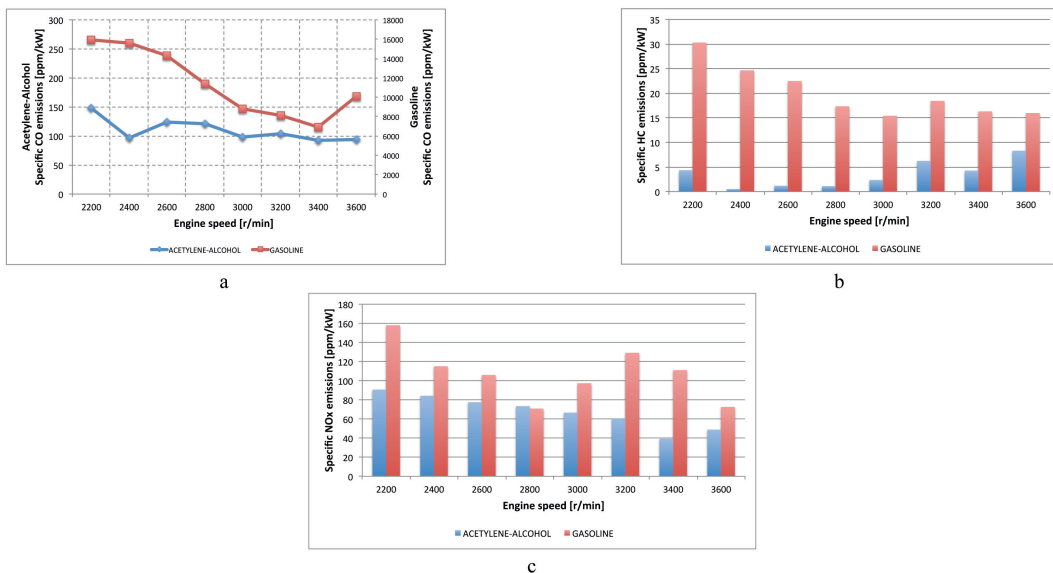 Acetylene-Alcohol
Specific CO emissions [ppm/kW]
300
250
200
150
100
50
0
18000
16000
14000
12000
10000
8000
6000
4000
2000
0
Gasoline
Specific CO emissions [ppm/kW]
2200 2400 2600 2800 3000 3200 3400 3600
Engine speed [r/min]
ACETYLENE-ALCOHOL GASOLINE
a
Specific HC emissions [ppm/kW]
35
30
25
20
15
10
5
0
2200 2400 2600 2800 3000 3200 3400 3600
Engine speed [r/min]
ACETYLENE-ALCOHOL GASOLINE
b
Specific NOx emissions [ppm/kW]
180
160
140
120
100
80
60
40
20
0
2200 2400 2600 2800 3000 3200 3400 3600
Engine speed [r/min]
ACETYLENE-ALCOHOL GASOLINE
c